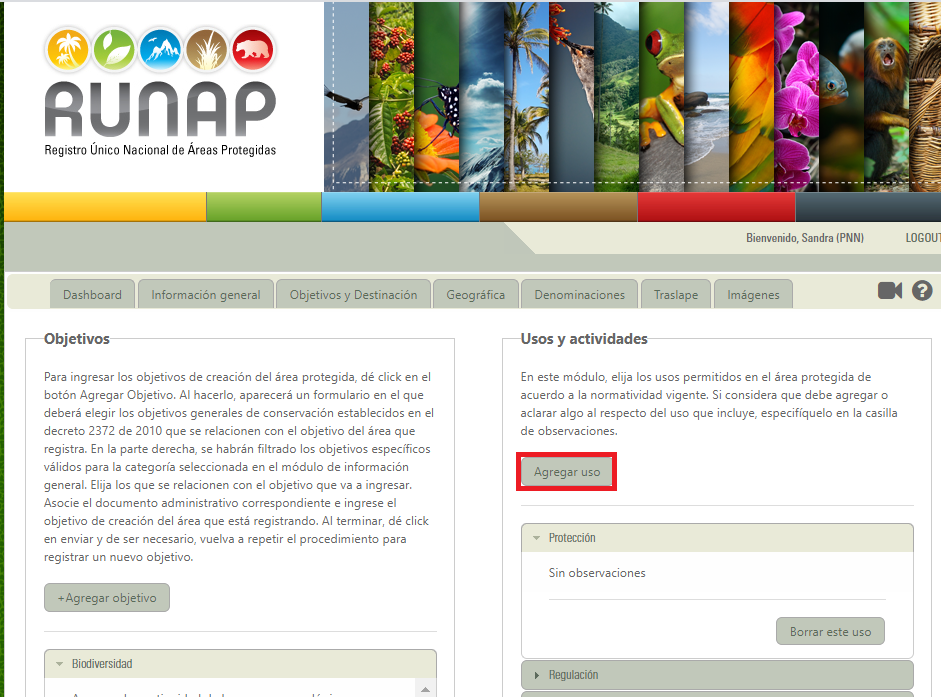 RUNAP
Registro Único Nacional de Áreas Protegidas
Bienvenido, Sandra (PNN)
LOGOUT
Dashboard
Información general
Objetivos y Destinación
Geográfica
Denominaciones
Traslape
Imágenes
Objetivos
Para ingresar los objetivos de creación del área protegida, dé click en el
botón Agregar Objetivo. Al hacerlo, aparecerá un formulario en el que
deberá elegir los objetivos generales de conservación establecidos en el
decreto 2372 de 2010 que se relacionen con el objetivo del área que
registra. En la parte derecha, se habrán filtrado los objetivos específicos
válidos para la categoría seleccionada en el módulo de información
general. Elija los que se relacionen con el objetivo que va a ingresar.
Asocie el documento administrativo correspondiente e ingrese el
objetivo de creación del área que está registrando. Al terminar, dé click
en enviar y de ser necesario, vuelva a repetir el procedimiento para
registrar un nuevo objetivo.
+Agregar objetivo
Biodiversidad
Usos y actividades
En este módulo, elija los usos permitidos en el área protegida de
acuerdo a la normatividad vigente. Si considera que debe agregar o
aclarar algo al respecto del uso que incluye, especifíquelo en la casilla
de observaciones.
Agregar uso
Protección
Sin observaciones
Borrar este uso
Regulación